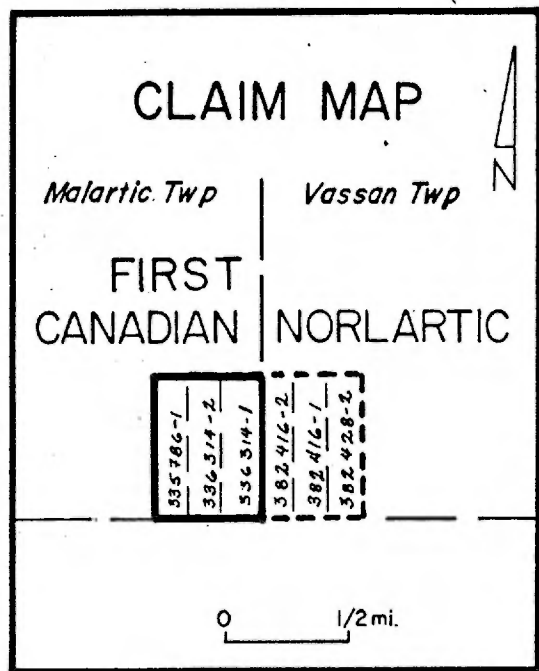 CLAIM MAP
N
Malartic Twp
Vassan Twp
FIRST
CANADIAN
NORLARTIC
335786-1
336314-2
336314-1
382416-2
382416-1
382428-2
0 1/2 mi.